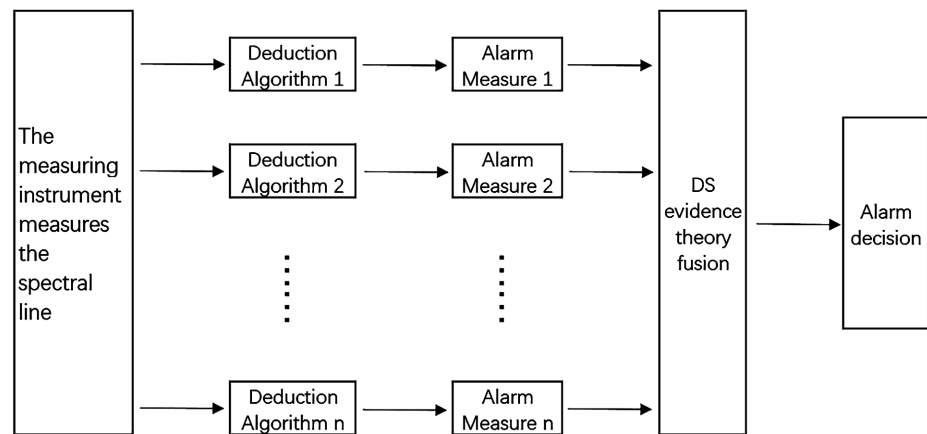 The
measuring
instrument
measures
the
spectral
line
Deduction
Algorithm 1
Alarm
Measure 1
Deduction
Algorithm 2
Alarm
Measure 2
Deduction
Algorithm n
Alarm
Measure n
DS
evidence
theory
fusion
Alarm
decision